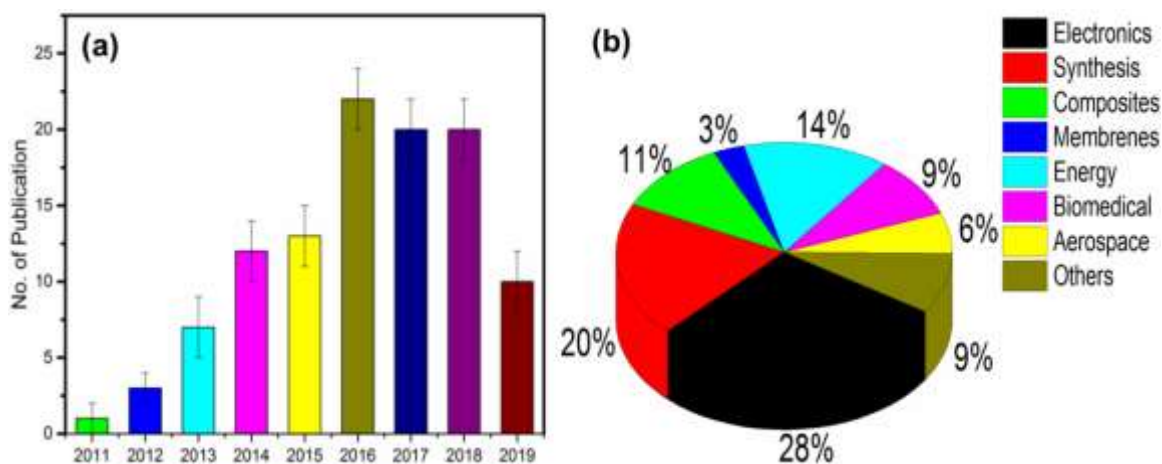 (a)
No. of Publication
25
20
15
10
5
0
2011 2012 2013 2014 2015 2016 2017 2018 2019
(b)
3%
14%
11%
9%
6%
20%
9%
28%
Electronics
Synthesis
Composites
Membrenes
Energy
Biomedical
Aerospace
Others